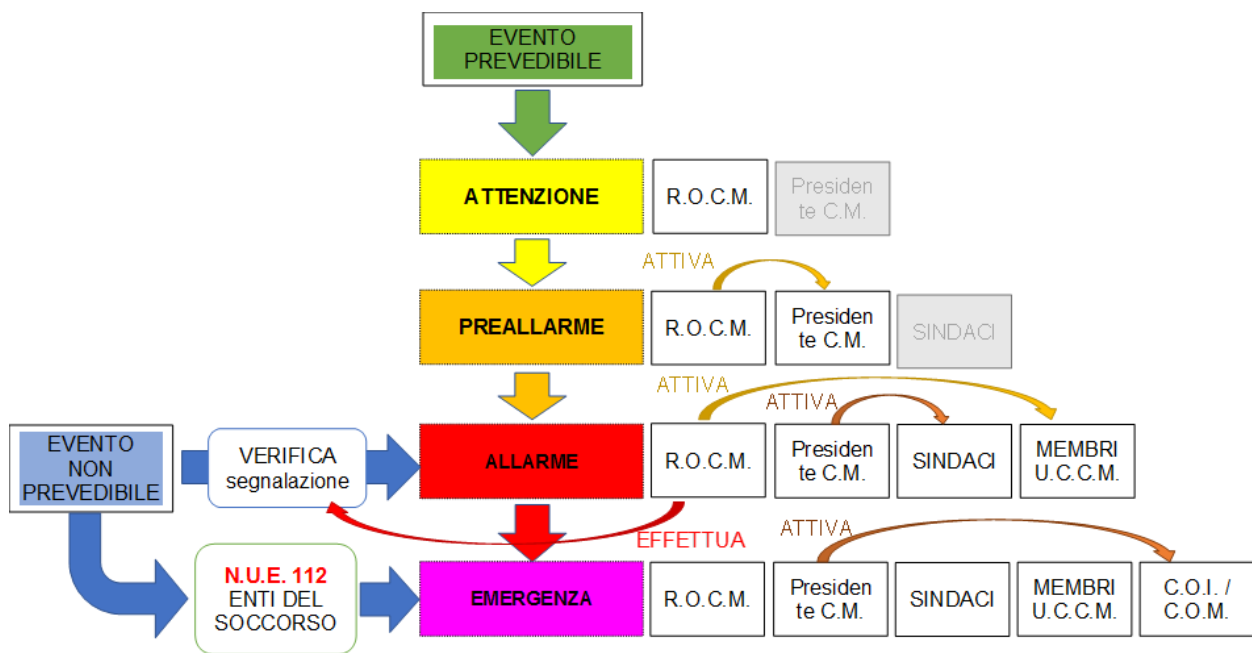 EVENTO
PREVEDIBILE
ATTENZIONE
R.O.C.M.
Presiden
te C.M.
ATTIVA
PREALLARME
R.O.C.M.
Presiden
te C.M.
SINDACI
ATTIVA
ATTIVA
EVENTO
NON
PREVEDIBILE
VERIFICA
segnalazione
ALLARME
R.O.C.M.
Presiden
te C.M.
SINDACI
MEMBRI
U.C.C.M.
EFFETTUA
ATTIVA
N.U.E. 112
ENTI DEL
SOCCORSO
EMERGENZA
R.O.C.M.
Presiden
te C.M.
SINDACI
MEMBRI
U.C.C.M.
C.O.I. /
C.O.M.